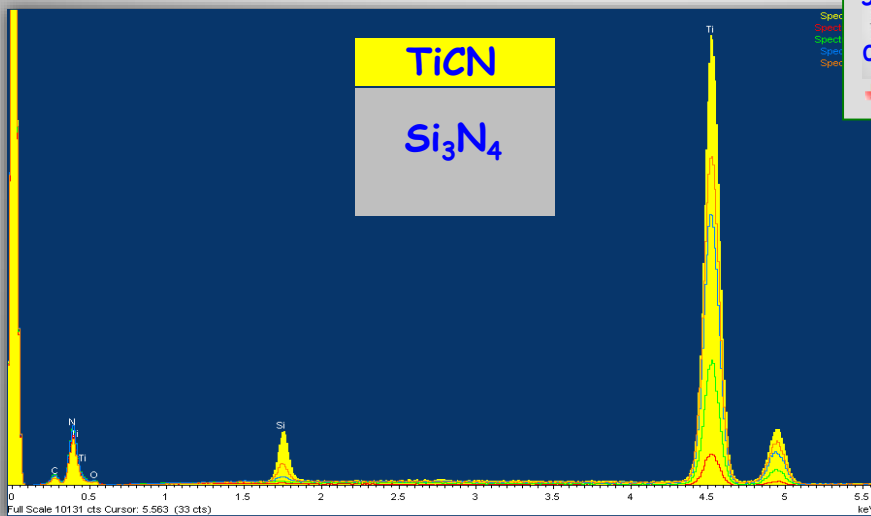 TiCN
Si₃N₄
Ti
N
Ti
Ti
C
O
Si
0 0.5 1 1.5 2 2.5 3 3.5 4 4.5 5 5.5
Full Scale 10131 cts Cursor: 5.563 (33 cts)